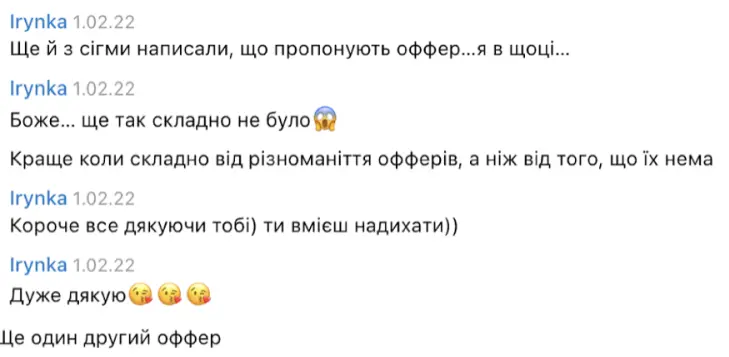 Irynka 1.02.22
Ще й з сігми написали, що пропонують оффер...я в щоці...
Irynka 1.02.22
Боже... ще так складно не було😱
Краще коли складно від різноманіття офферів, а ніж від того, що їх нема
Irynka 1.02.22
Короче все дякуючи тобі) ти вмієш надихати))
Irynka 1.02.22
Дуже дякую😘😘😘
Ще один другий оффер